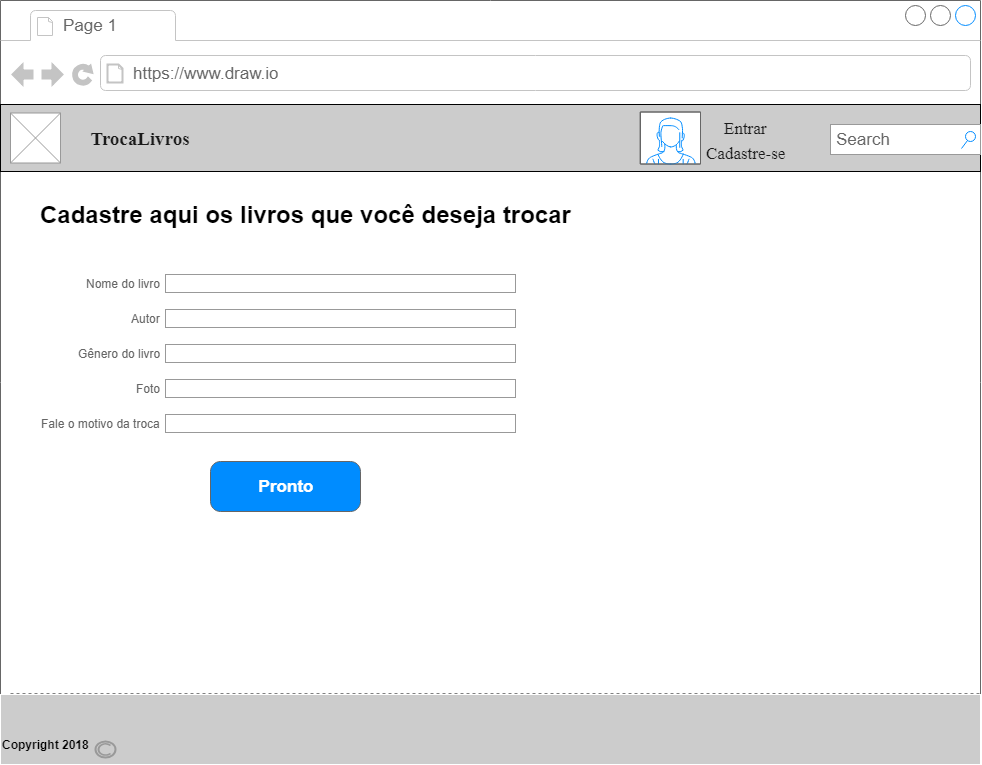 Page 1
https://www.draw.io
TrocaLivros
Entrar
Cadastre-se
Search
Cadastre aqui os livros que você deseja trocar
Nome do livro
Autor
Gênero do livro
Foto
Fale o motivo da troca
Pronto
Copyright 2018 ©